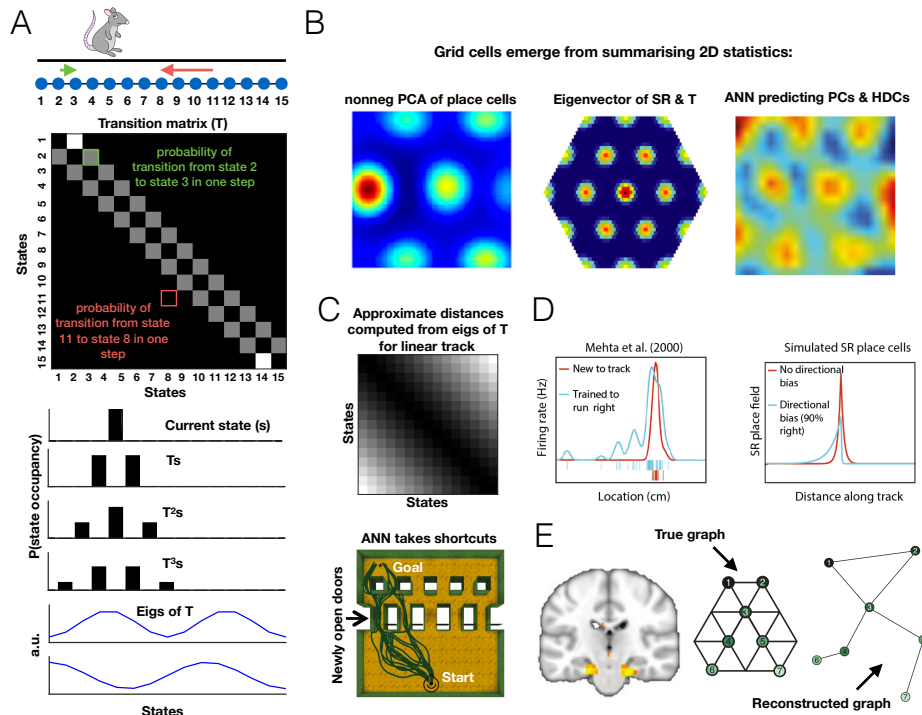 A
1 2 3 4 5 6 7 8 9 10 11 12 13 14 15
Transition matrix (T)
probability of
transition from state 2
to state 3 in one step
probability of
transition from state
11 to state 8 in one
step
States
1 2 3 4 5 6 7 8 9 10 11 12 13 14 15
1 2 3 4 5 6 7 8 9 10 11 12 13 14 15
States
P(state occupancy)
Current state (s)
Ts
T²s
T³s
a.u.
Eigs of T
States
B
Grid cells emerge from summarising 2D statistics:
nonneg PCA of place cells
Eigenvector of SR & T
ANN predicting PCs & HDCs
C
Approximate distances
computed from eigs of T
for linear track
States
States
ANN takes shortcuts
Newly open doors
Goal
Start
D
Mehta et al. (2000)
New to track
Trained to
run right
Firing rate (Hz)
Location (cm)
Simulated SR place cells
No directional
bias
Directional
bias (90%
right)
SR place field
Distance along track
E
True graph
1 2
3
4 5
6 7
1 2
3
6 4
7
Reconstructed graph